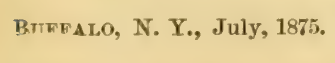 BUFFALO, N. Y., July, 1875.